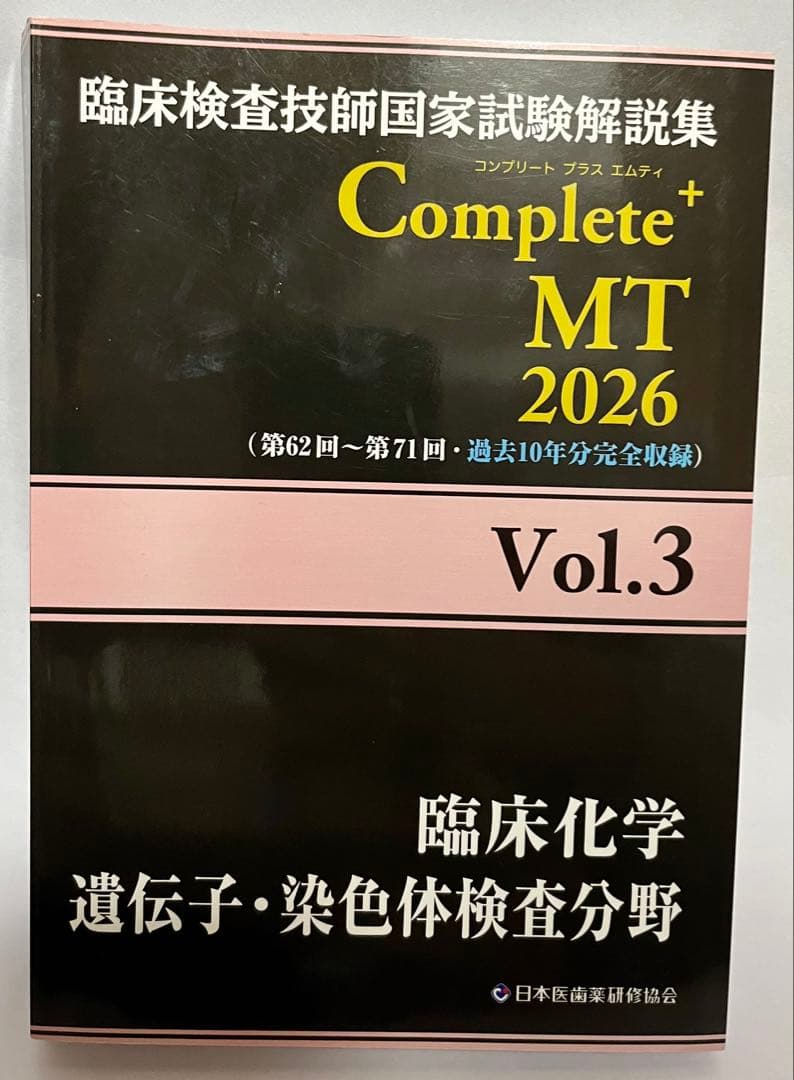 臨床検査技師国家試験解説集
コンプリート プラス エムティ
Complete+
MT
2026
(第62回～第71回・過去10年分完全収録)
Vol.3
臨床化学
遺伝子・染色体検査分野
日本医歯薬研修協会